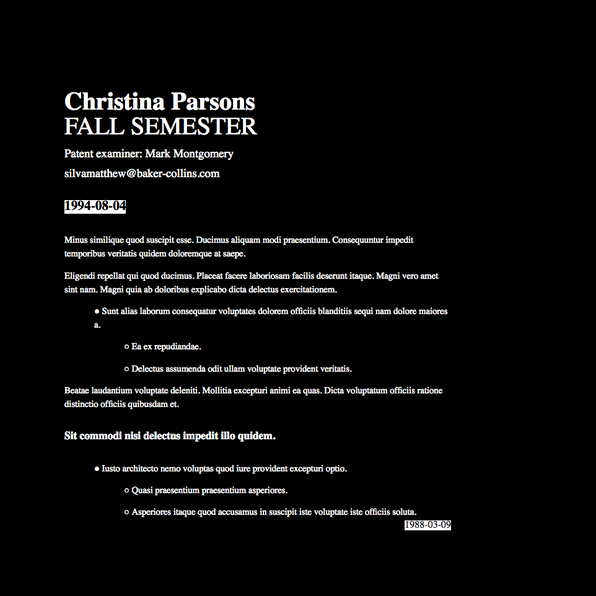 Christina Parsons
FALL SEMESTER
Patent examiner: Mark Montgomery
silvamatthew@baker-collins.com
1994-08-04
Minus similique quod suscipit esse. Ducimus aliquam modi praesentium. Consequuntur impedit
temporibus veritatis quidem doloremque at saepe.
Eligendi repellat qui quod ducimus. Placeat facere laboriosam facilis deserunt itaque. Magni vero amet
sint nam. Magni quia ab doloribus explicabo dicta delectus exercitationem.
● Sunt alias laborum consequatur voluptates dolorem officiis blanditiis sequi nam dolore maiores
a.
○ Ea ex repudiandae.
○ Delectus assumenda odit ullam voluptate provident veritatis.
Beatae laudantium voluptate deleniti. Mollitia excepturi animi ea quas. Dicta voluptatum officiis ratione
distinctio officiis quibusdam et.
Sit commodi nisi delectus impedit illo quidem.
● Iusto architecto nemo voluptas quod iure provident excepturi optio.
○ Quasi praesentium praesentium asperiores.
○ Asperiores itaque quod accusamus in suscipit iste voluptate iste officiis soluta.
1988-03-09